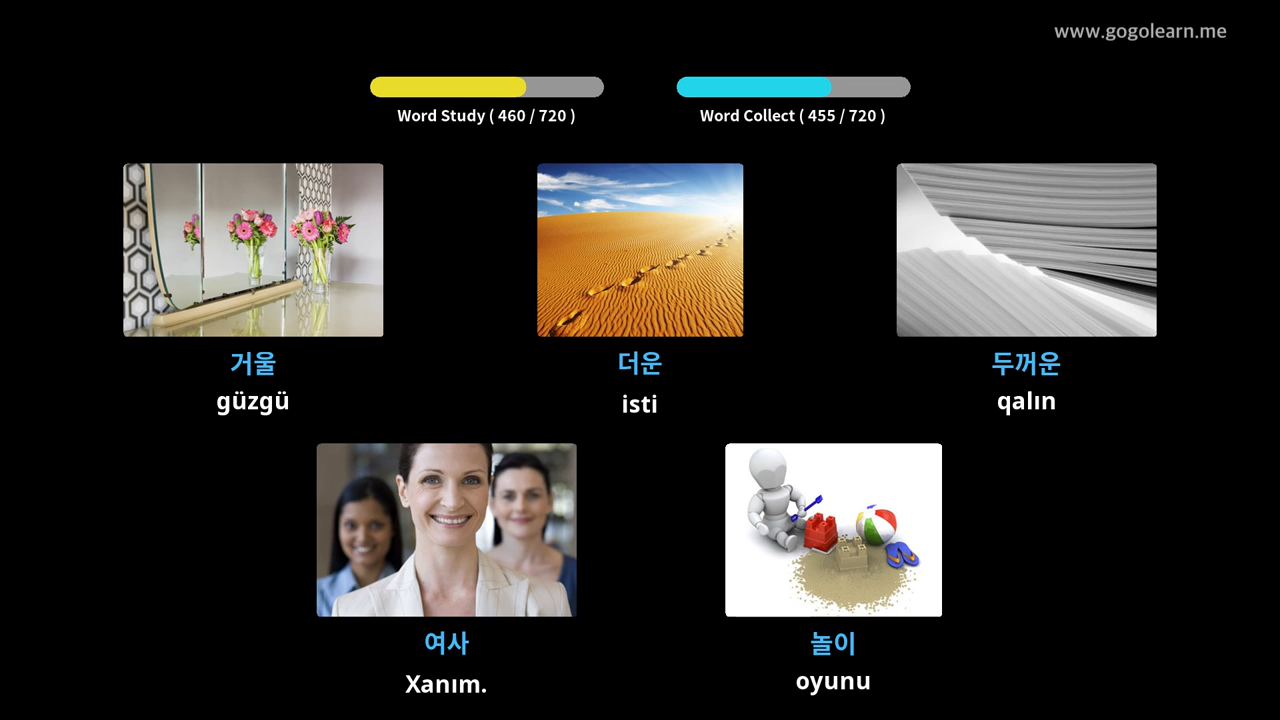 www.gogolearn.me
Word Study ( 460 / 720 )
Word Collect ( 455 / 720 )
거울
güzgü
더운
isti
두꺼운
qalın
여사
Xanım.
놀이
oyunu